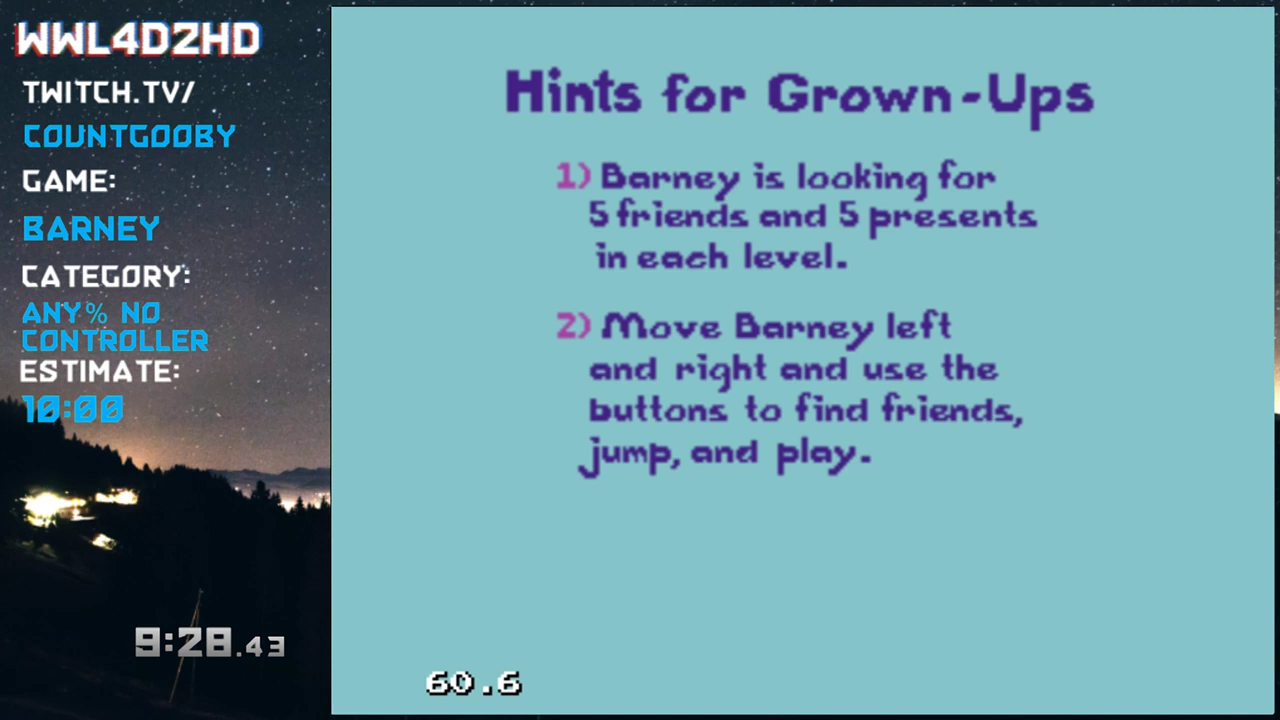 WWL4D2HD
TWITCH.TV/
COUNTGOOBY
GAME:
BARNEY
CATEGORY:
ANY% NO
CONTROLLER
ESTIMATE:
10:00
9:28.43
Hints for Grown-Ups
1) Barney is looking for
5 friends and 5 presents
in each level.
2) Move Barney left
and right and use the
buttons to find friends,
jump, and play.
60.6